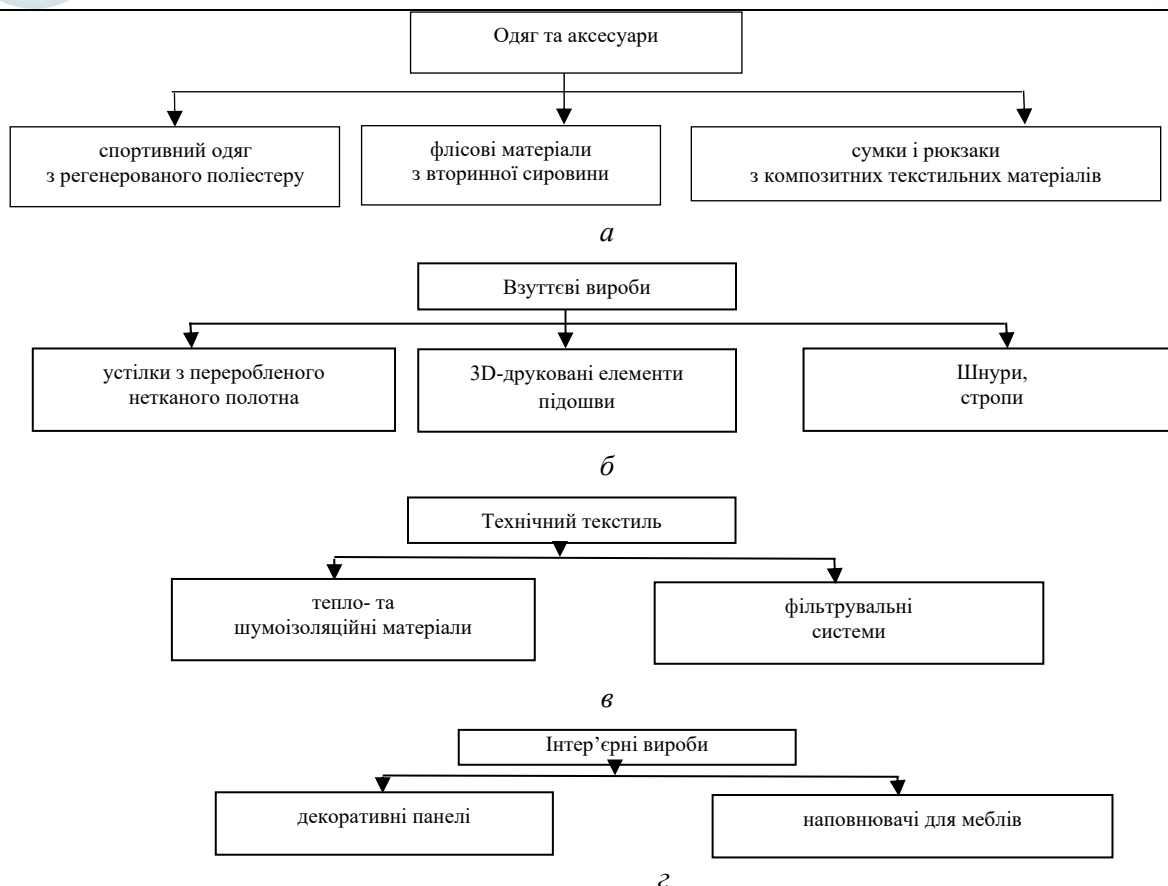 Одяг та аксесуари
спортивний одяг
з регенерованого поліестеру
флісові матеріали
з вторинної сировини
сумки і рюкзаки
з композитних текстильних матеріалів
а
Взуттєві вироби
устілки з переробленого
нетканого полотна
3D-друковані елементи
підошви
Шнури,
стропи
б
Технічний текстиль
тепло- та
шумоізоляційні матеріали
фільтрувальні
системи
в
Інтер’єрні вироби
декоративні панелі
наповнювачі для меблів
г